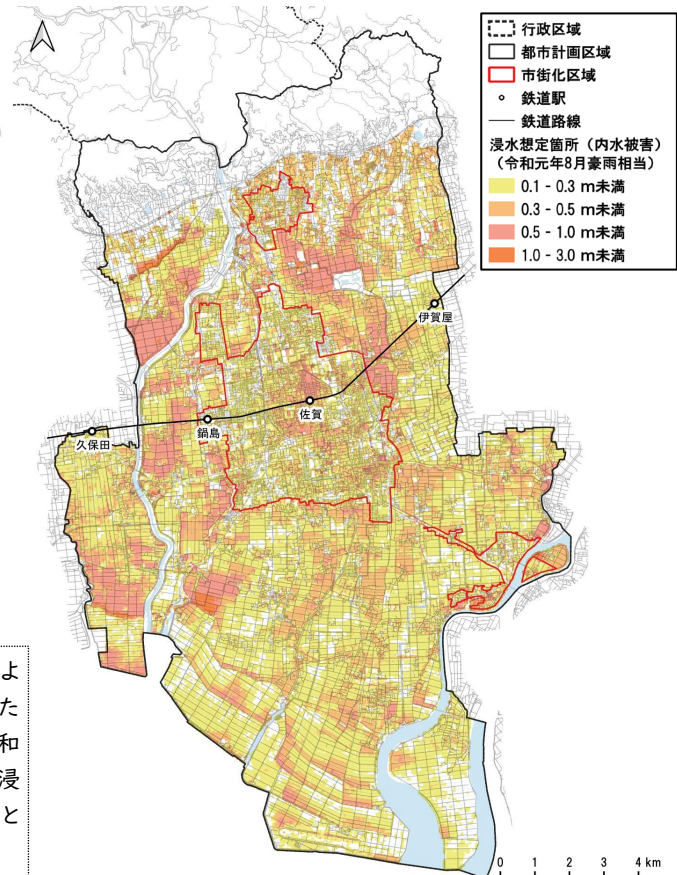 行政区域
都市計画区域
市街化区域
鉄道駅
鉄道路線
浸水想定箇所（内水被害）
（令和元年8月豪雨相当）
0.1 - 0.3 m未満
0.3 - 0.5 m未満
0.5 - 1.0 m未満
1.0 - 3.0 m未満
伊賀屋
佐賀
鍋島
久保田
よ
た
和
浸
と
0 1 2 3 4 km